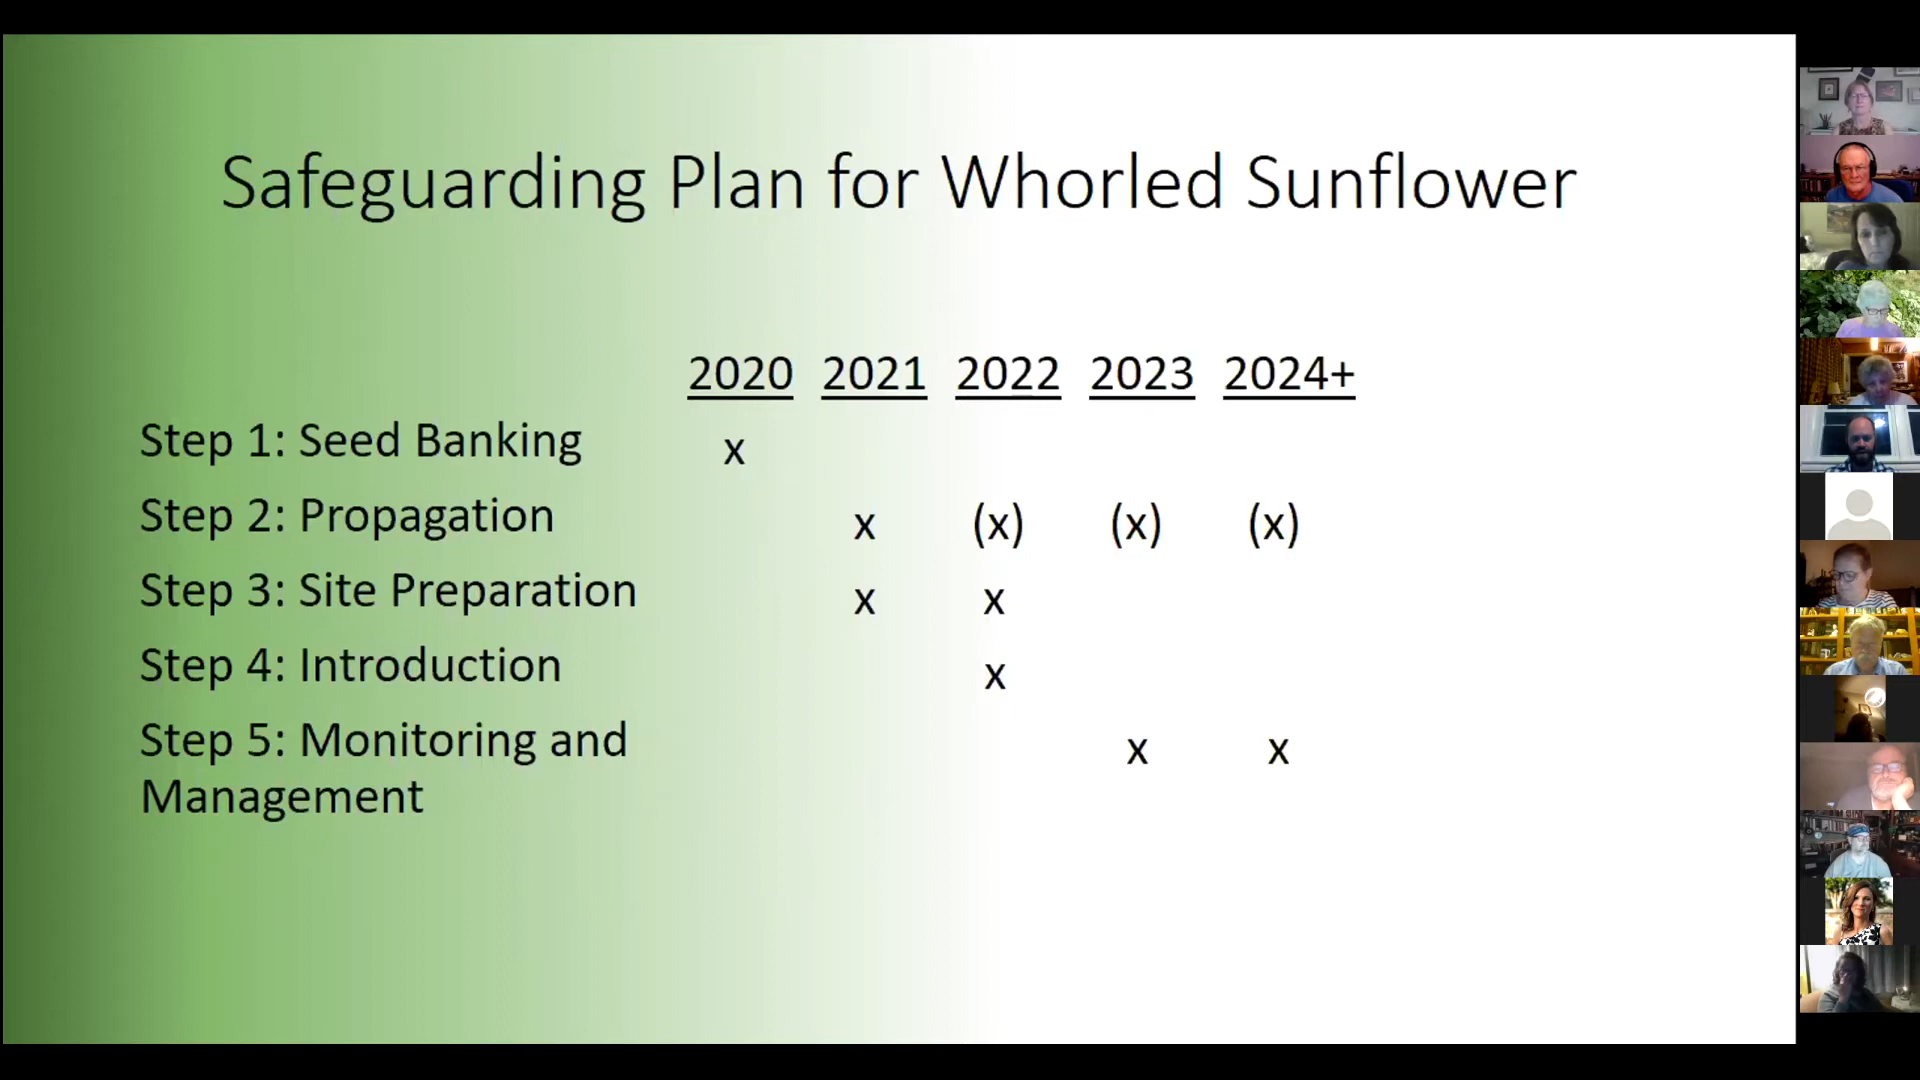 Safeguarding Plan for Whorled Sunflower
2020 2021 2022 2023 2024+
Step 1: Seed Banking x
Step 2: Propagation x (x) (x) (x)
Step 3: Site Preparation x x
Step 4: Introduction x
Step 5: Monitoring and x x
Management